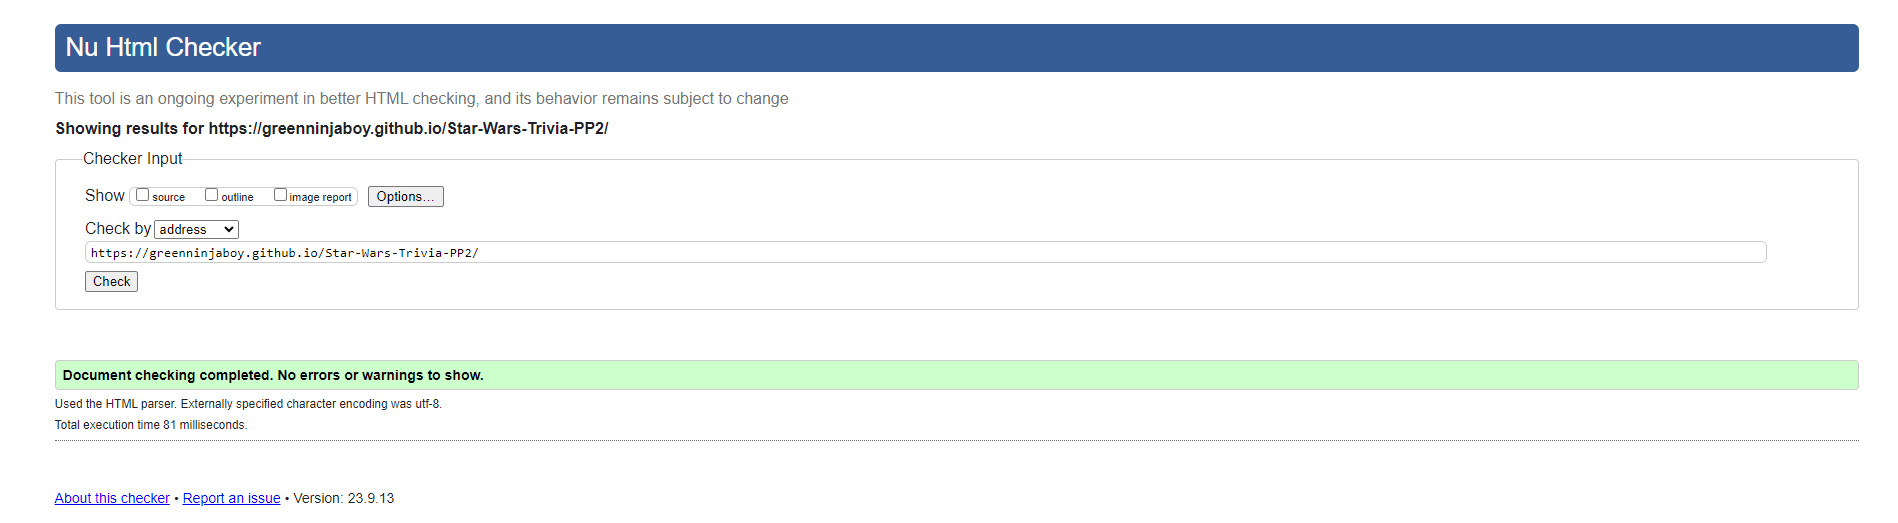 Nu Html Checker
This tool is an ongoing experiment in better HTML checking, and its behavior remains subject to change
Showing results for https://greenninjaboy.github.io/Star-Wars-Trivia-PP2/
Checker Input
Show source outline image report Options...
Check by address
https://greenninjaboy.github.io/Star-Wars-Trivia-PP2/
Check
Document checking completed. No errors or warnings to show.
Used the HTML parser. Externally specified character encoding was utf-8.
Total execution time 81 milliseconds.
About this checker • Report an issue • Version: 23.9.13